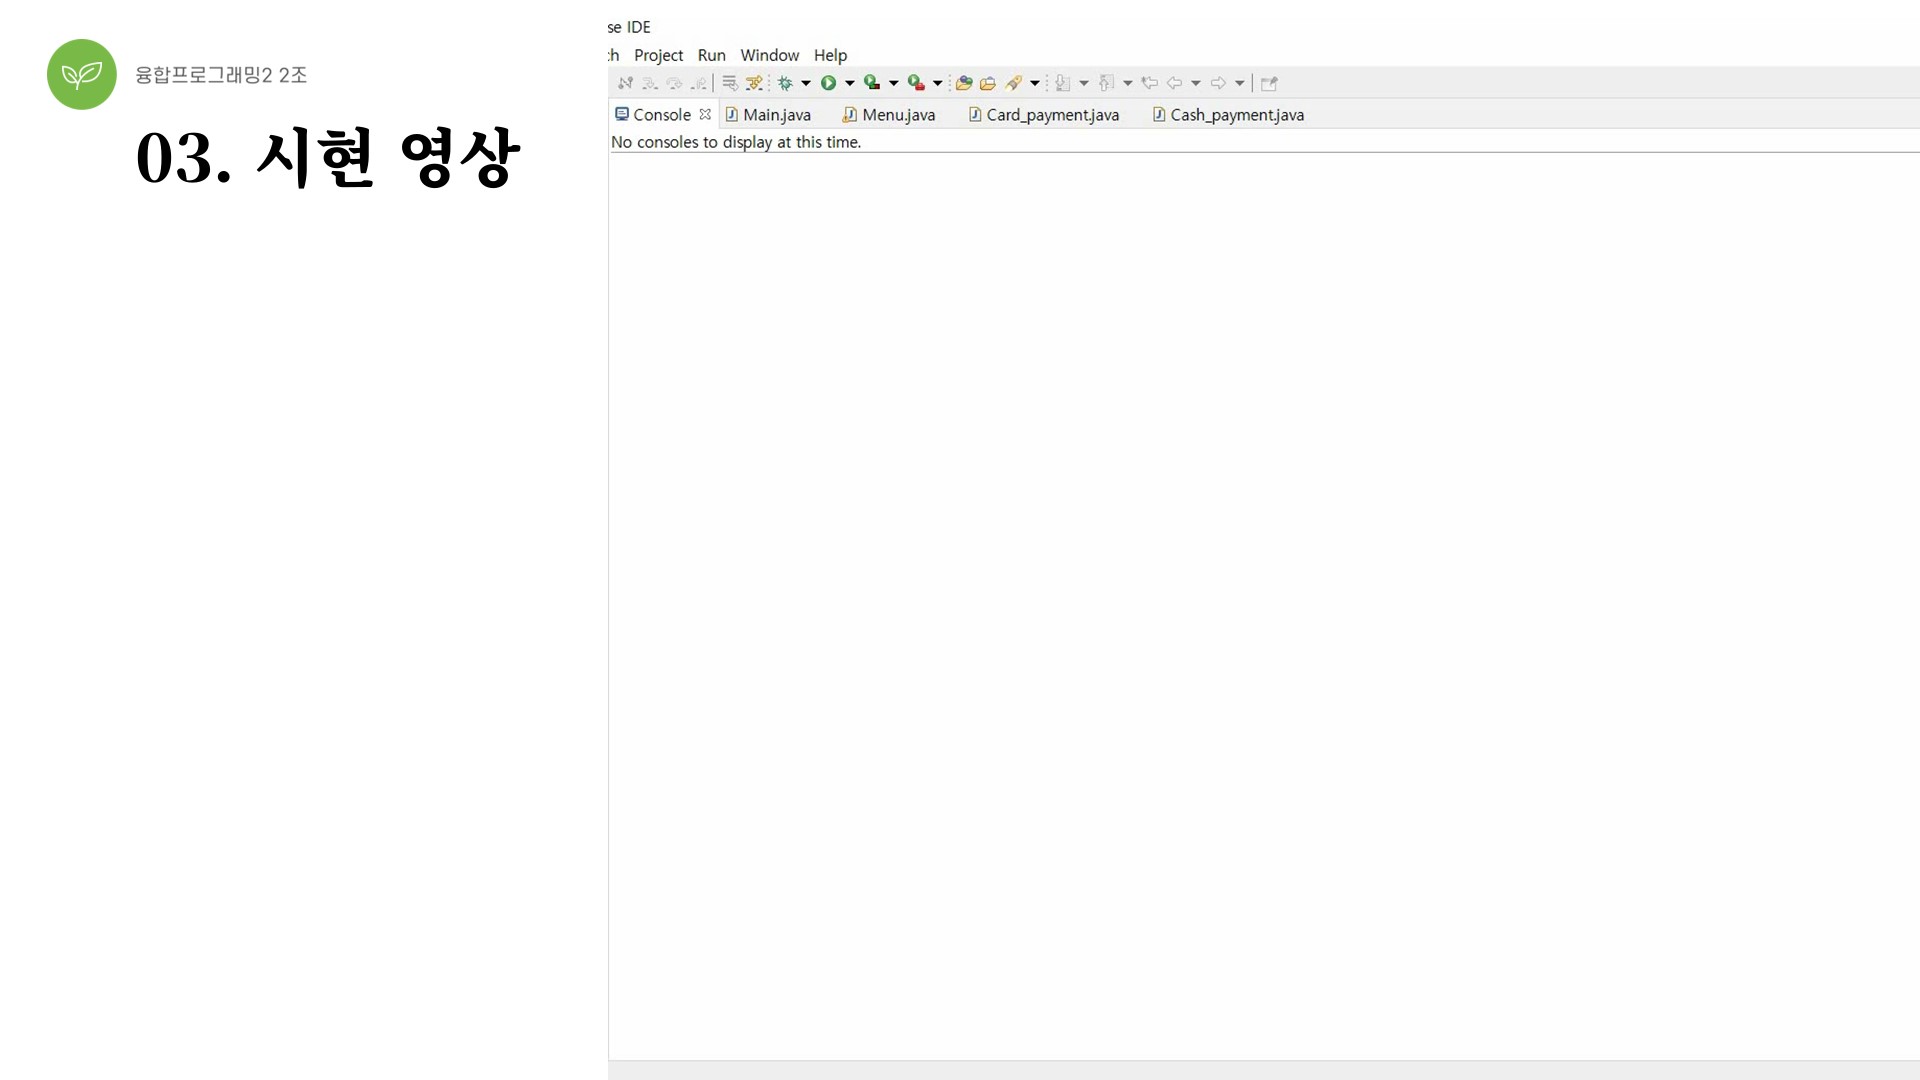 융합프로그래밍2 2조
03. 시현 영상
se IDE
ch Project Run Window Help
Console Main.java Menu.java Card_payment.java Cash_payment.java
No consoles to display at this time.